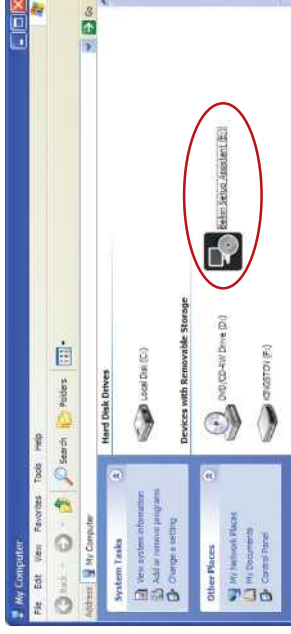 My Computer
File Edit View Favorites Tools Help
Back Search Folders
Address My Computer Go
System Tasks
View system information
Add or remove programs
Change a setting
Other Places
My Network Places
My Documents
Control Panel
Hard Disk Drives
Local Disk (C:)
Devices with Removable Storage
DVD/CD-RW Drive (D:)
Belkin Setup Assistant (E:)
KINGSTON (F:)